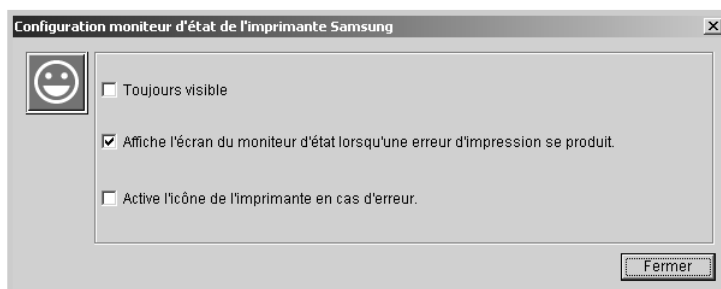 Configuration moniteur d'état de l'imprimante Samsung
Toujours visible
Affiche l'écran du moniteur d'état lorsqu'une erreur d'impression se produit.
Active l'icône de l'imprimante en cas d'erreur.
Fermer